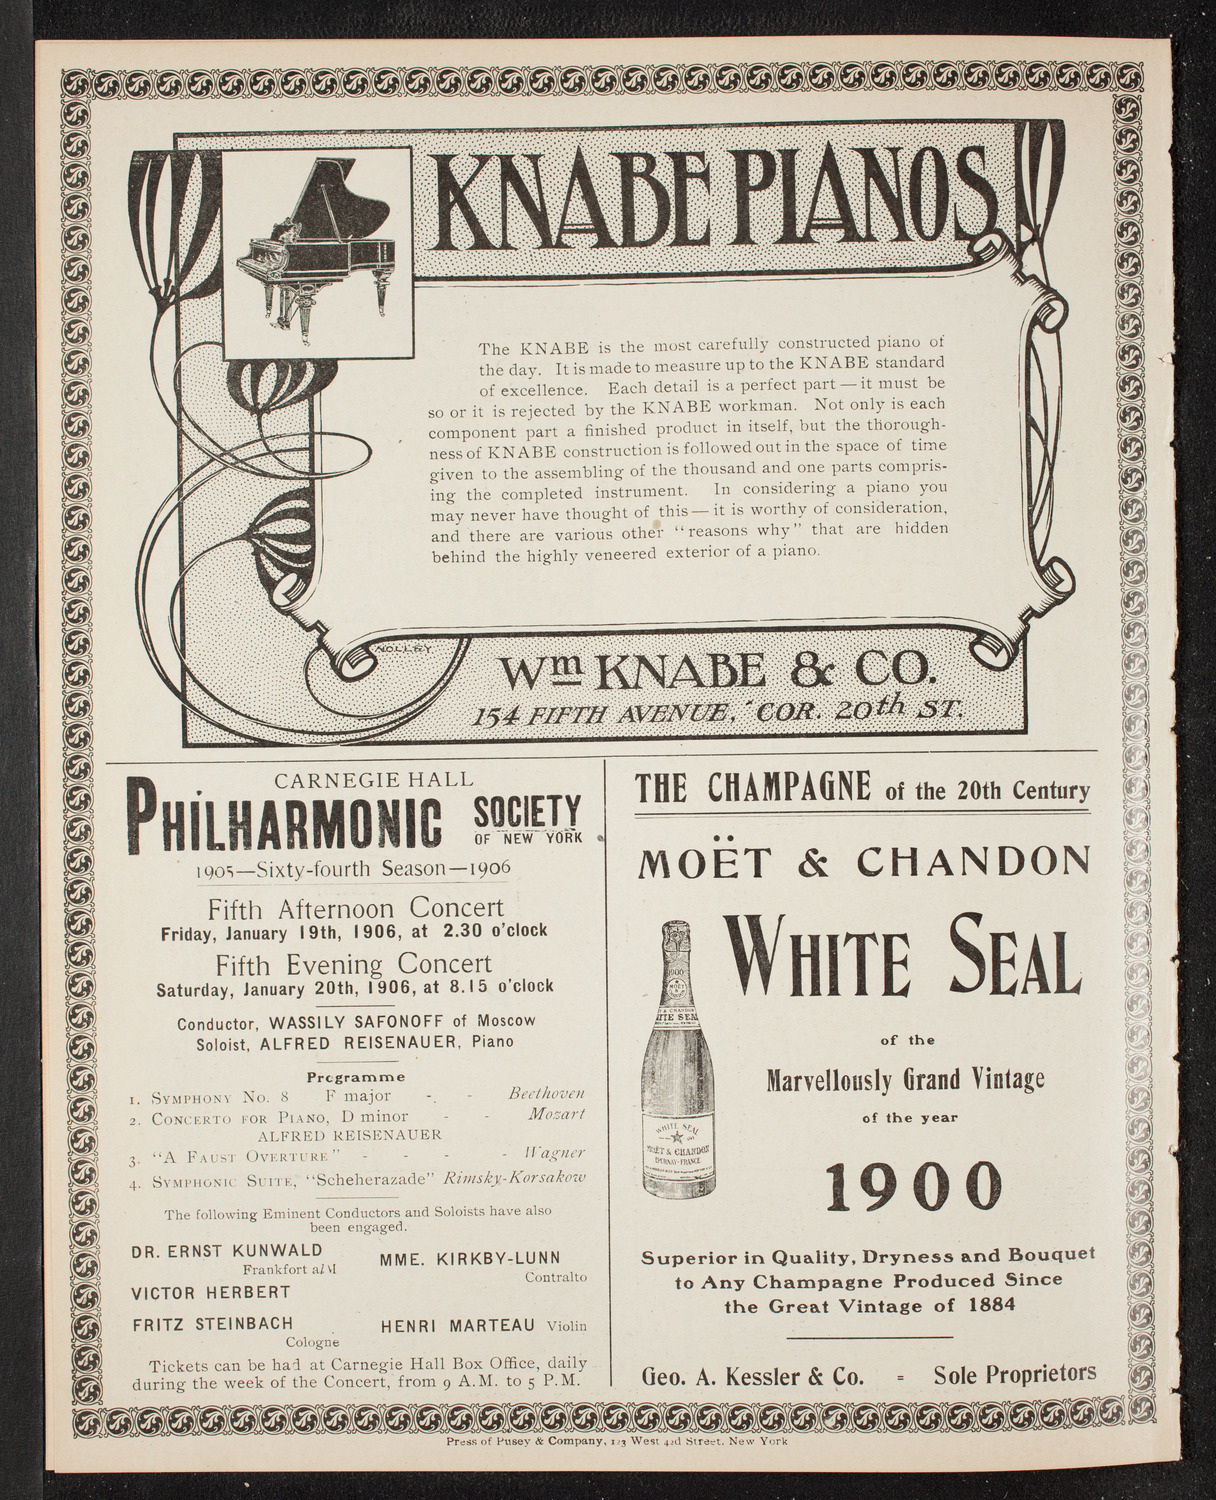 KNABE PIANOS
The KNABE is the most carefully constructed piano of
the day. It is made to measure up to the KNABE standard
of excellence. Each detail is a perfect part — it must be
so or it is rejected by the KNABE workman. Not only is each
component part a finished product in itself, but the thorough-
ness of KNABE construction is followed out in the space of time
given to the assembling of the thousand and one parts compris-
ing the completed instrument. In considering a piano you
may never have thought of this — it is worthy of consideration,
and there are various other "reasons why" that are hidden
behind the highly veneered exterior of a piano.
NOLLEY
Wm KNABE & CO.
154 FIFTH AVENUE, COR. 20th ST.
CARNEGIE HALL
PHILHARMONIC SOCIETY
OF NEW YORK
1905—Sixty-fourth Season—1906
Fifth Afternoon Concert
Friday, January 19th, 1906, at 2.30 o'clock
Fifth Evening Concert
Saturday, January 20th, 1906, at 8.15 o'clock
Conductor, WASSILY SAFONOFF of Moscow
Soloist, ALFRED REISENAUER, Piano
Programme
1. SYMPHONY No. 8 F major - - Beethoven
2. CONCERTO FOR PIANO, D minor - - Mozart
ALFRED REISENAUER
3. "A FAUST OVERTURE" - - - - Wagner
4. SYMPHONIC SUITE, "Scheherazade" Rimsky-Korsakow
The following Eminent Conductors and Soloists have also
been engaged.
DR. ERNST KUNWALD
Frankfort a/M
VICTOR HERBERT
FRITZ STEINBACH
Cologne
MME. KIRKBY-LUNN
Contralto
HENRI MARTEAU Violin
Tickets can be had at Carnegie Hall Box Office, daily
during the week of the Concert, from 9 A.M. to 5 P.M.
THE CHAMPAGNE of the 20th Century
MOËT & CHANDON
WHITE SEAL
of the
Marvellously Grand Vintage
of the year
1900
1900
MOËT
& CHANDON
ITE SEA
WHITE SEAL
MOËT & CHANDON
EPERNAY-FRANCE
Superior in Quality, Dryness and Bouquet
to Any Champagne Produced Since
the Great Vintage of 1884
Geo. A. Kessler & Co. = Sole Proprietors
Press of Pusey & Company, 123 West 42d Street, New York